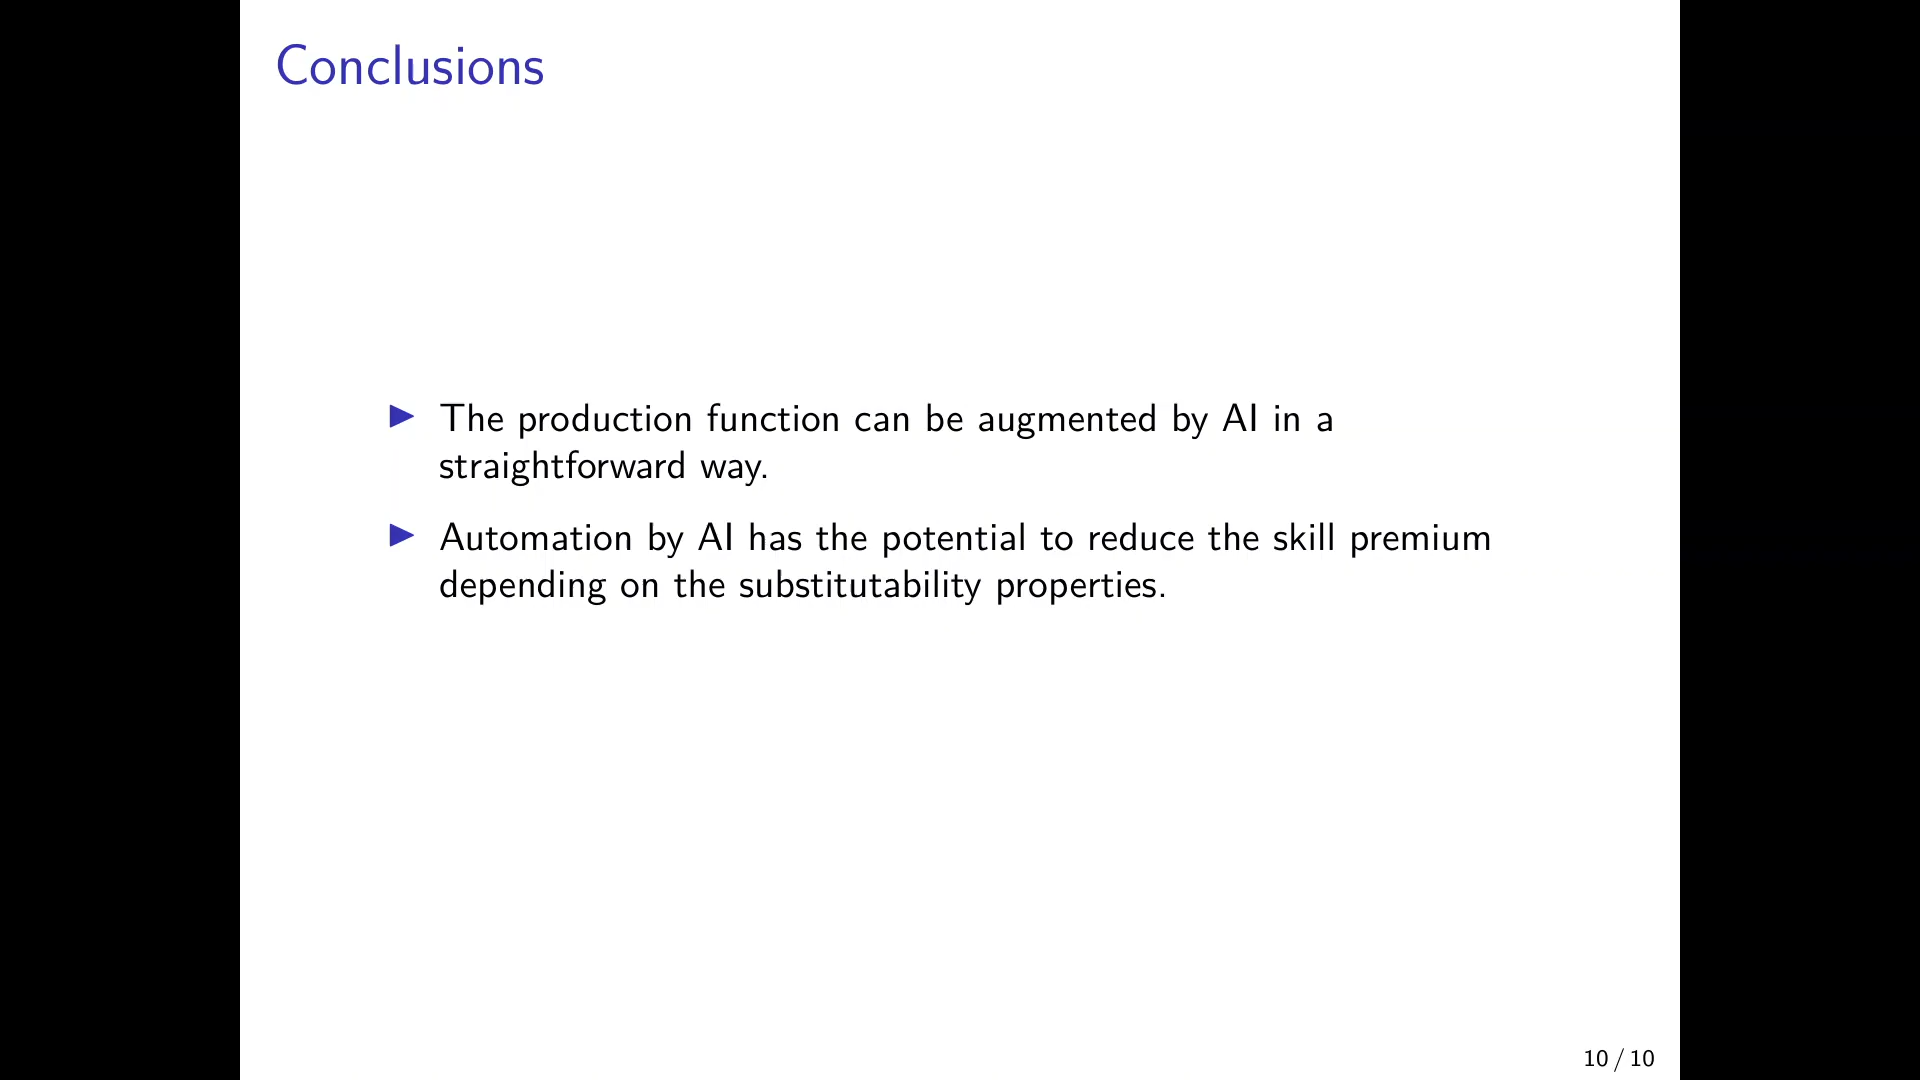 Conclusions
The production function can be augmented by AI in a
straightforward way.
Automation by AI has the potential to reduce the skill premium
depending on the substitutability properties.
10 / 10